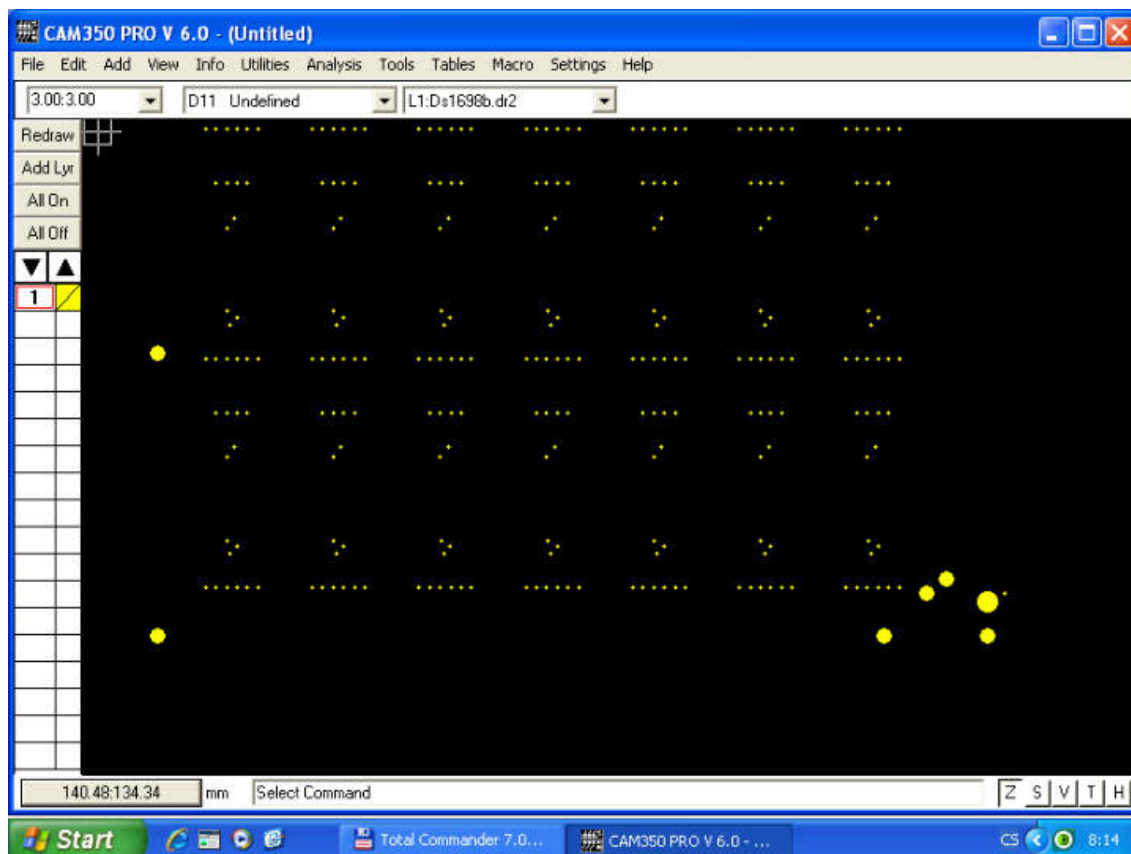 CAM350 PRO V 6.0 - (Untitled)
File Edit Add View Info Utilities Analysis Tools Tables Macro Settings Help
3.00:3.00 D11 Undefined L1:Ds1698b.dr2
Redraw
Add Lyr
All On
All Off
1
140.48:134.34 mm Select Command Z S V T H
Start Total Commander 7.0... CAM350 PRO V 6.0 - ... CS 8:14